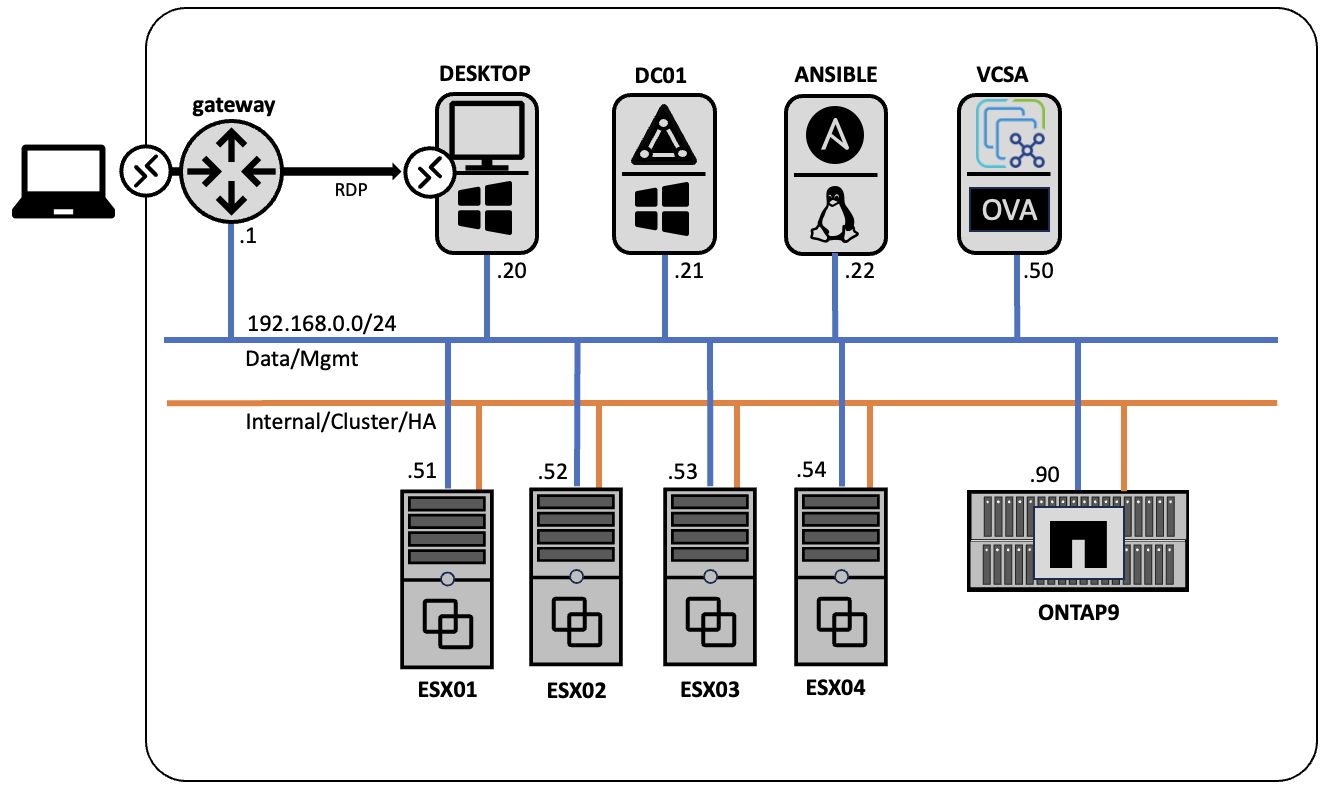 DESKTOP
DC01
ANSIBLE
VCSA
gateway
RDP
OVA
.1
.20
.21
.22
.50
192.168.0.0/24
Data/Mgmt
Internal/Cluster/HA
.51
.52
.53
.54
.90
ESX01
ESX02
ESX03
ESX04
ONTAP9